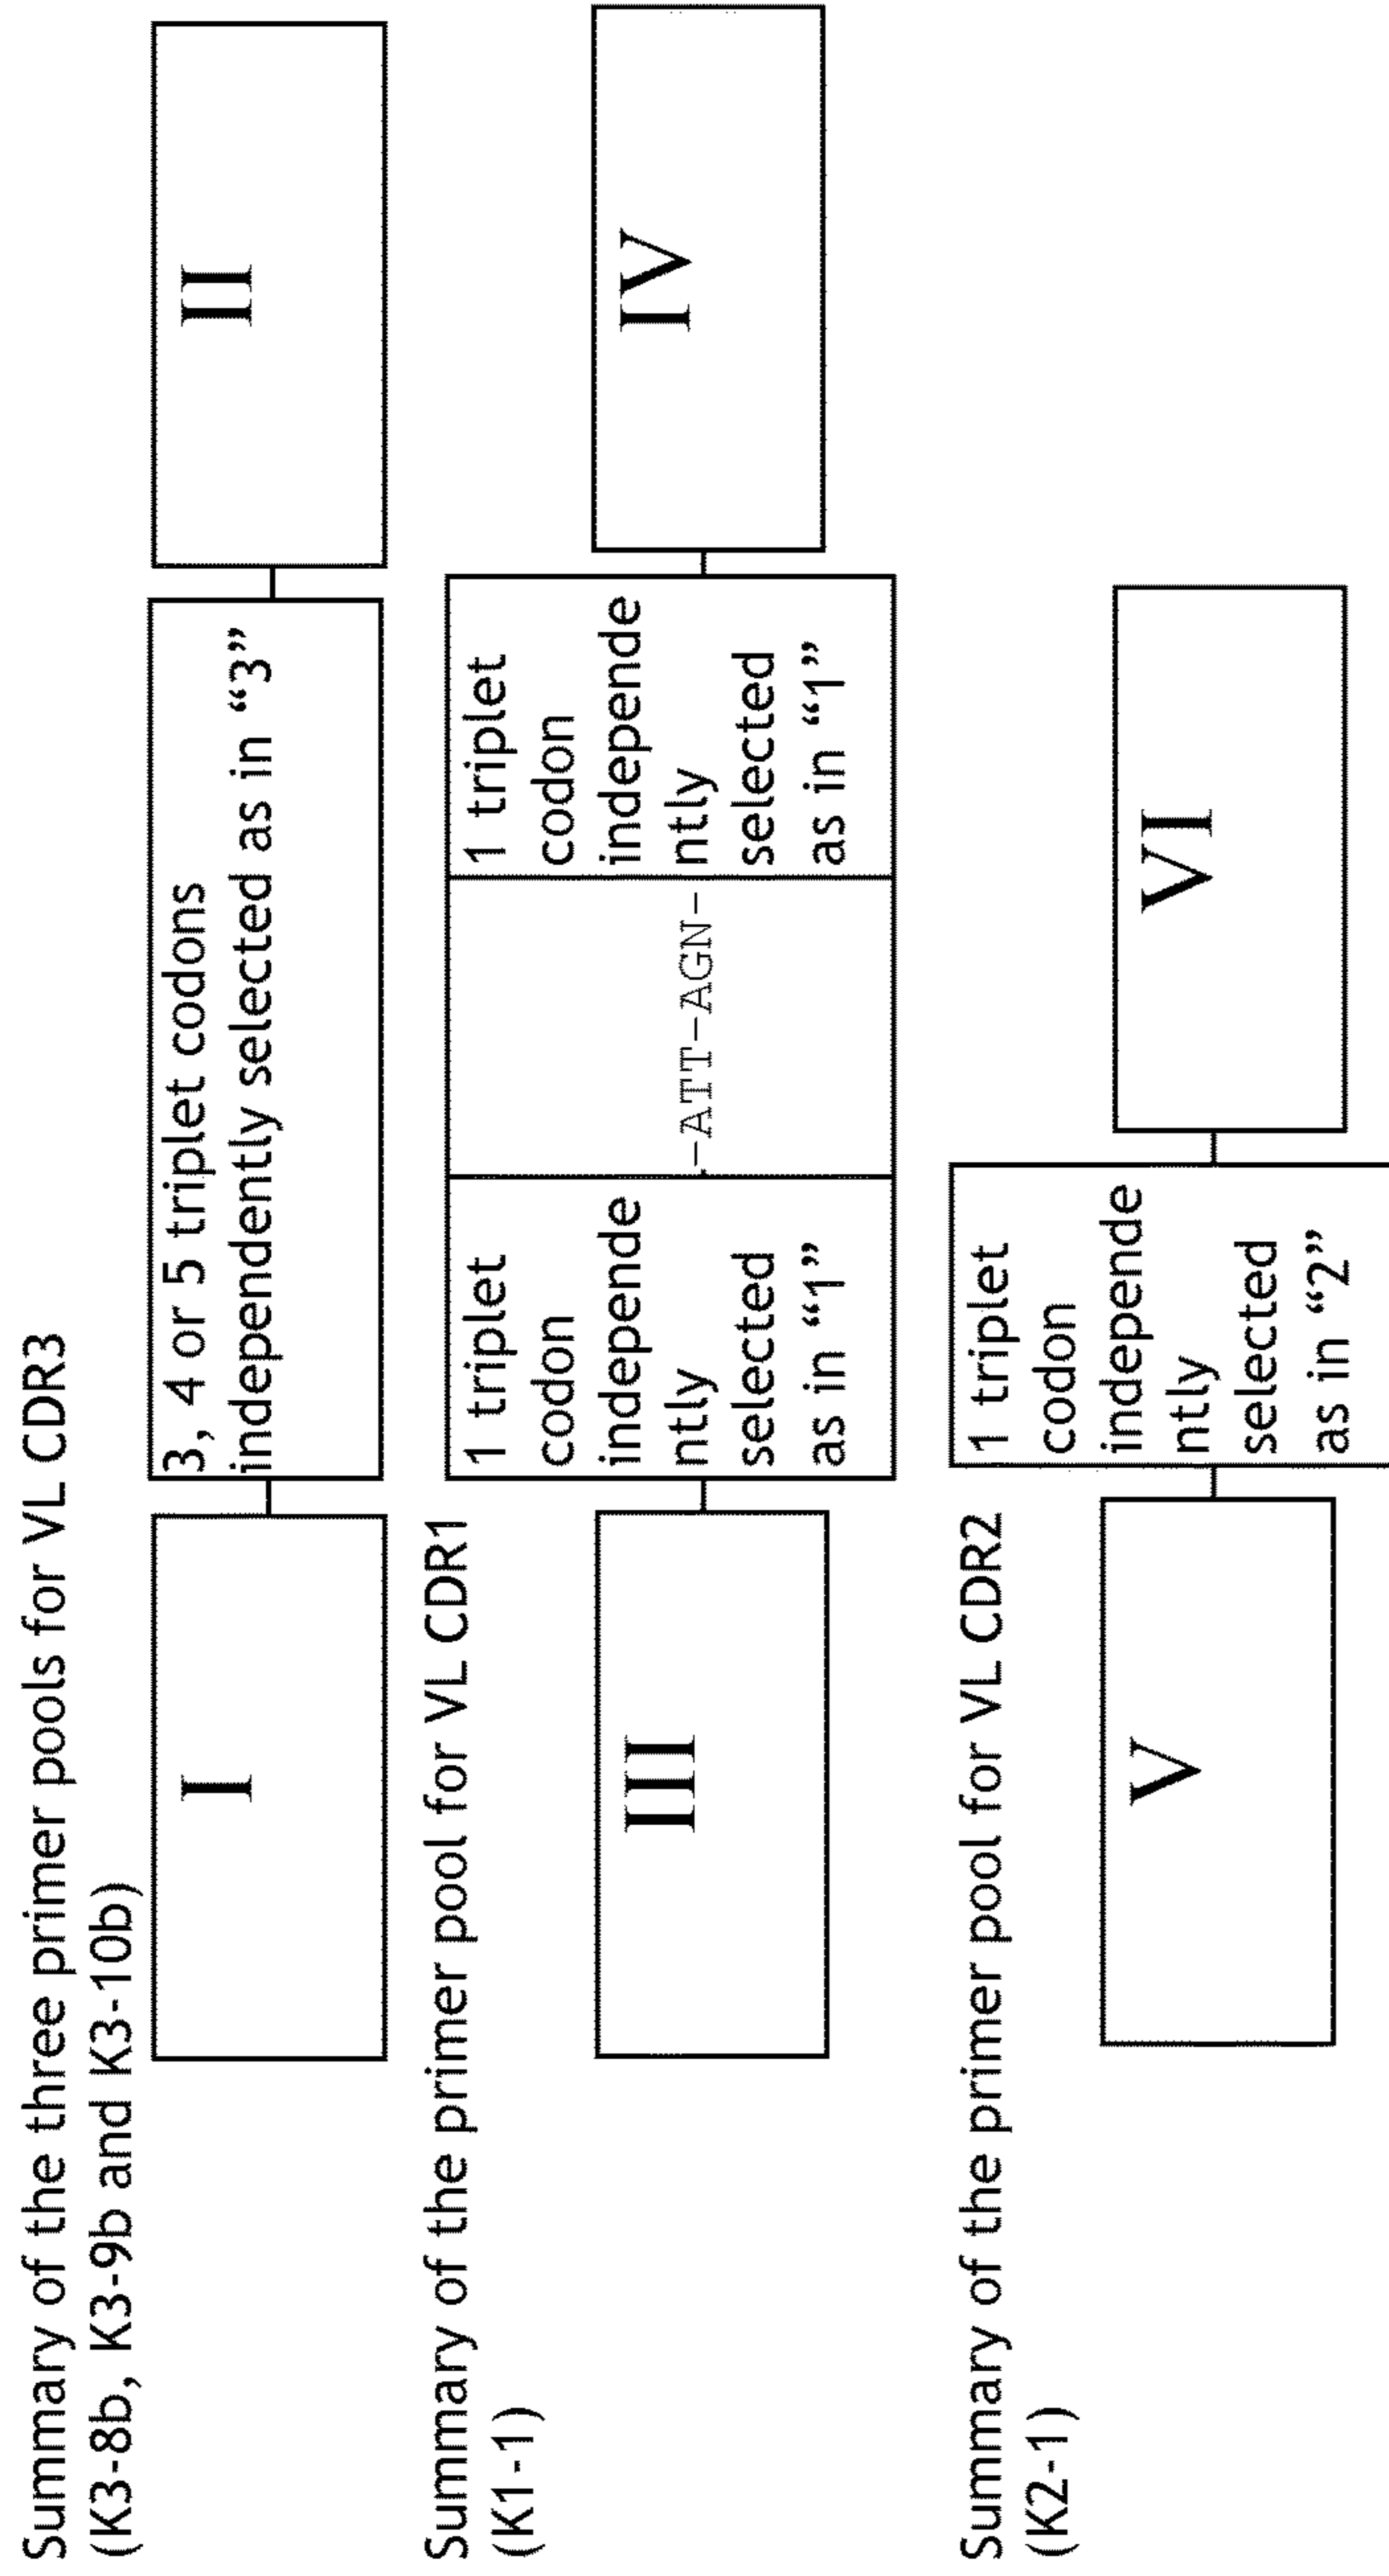 Summary of the three primer pools for VL CDR3
(K3-8b, K3-9b and K3-10b)
I
3, 4 or 5 triplet codons
independently selected as in “3”
II
Summary of the primer pool for VL CDR1
(K1-1)
III
1 triplet
codon
independe
ntly
selected
as in “1”
–ATT–AGN–
1 triplet
codon
independe
ntly
selected
as in “1”
IV
Summary of the primer pool for VL CDR2
(K2-1)
V
1 triplet
codon
independe
ntly
selected
as in “2”
VI